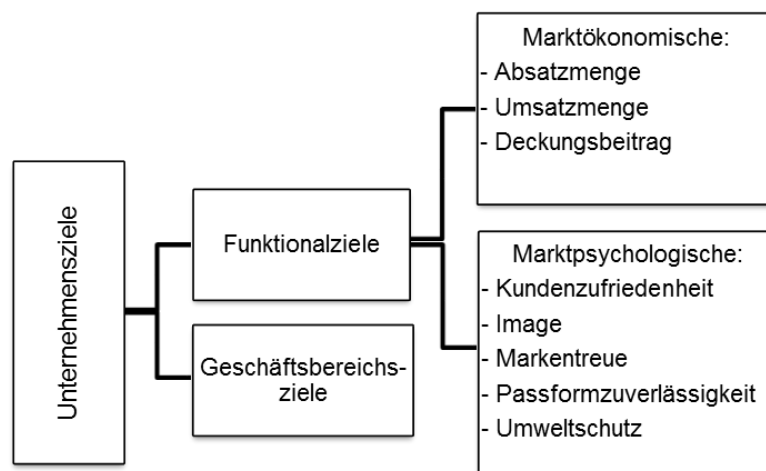 Unternehmensziele
Funktionalziele
Geschäftsbereichs-
ziele
Marktökonomische:
- Absatzmenge
- Umsatzmenge
- Deckungsbeitrag
Marktpsychologische:
- Kundenzufriedenheit
- Image
- Markentreue
- Passformzuverlässigkeit
- Umweltschutz